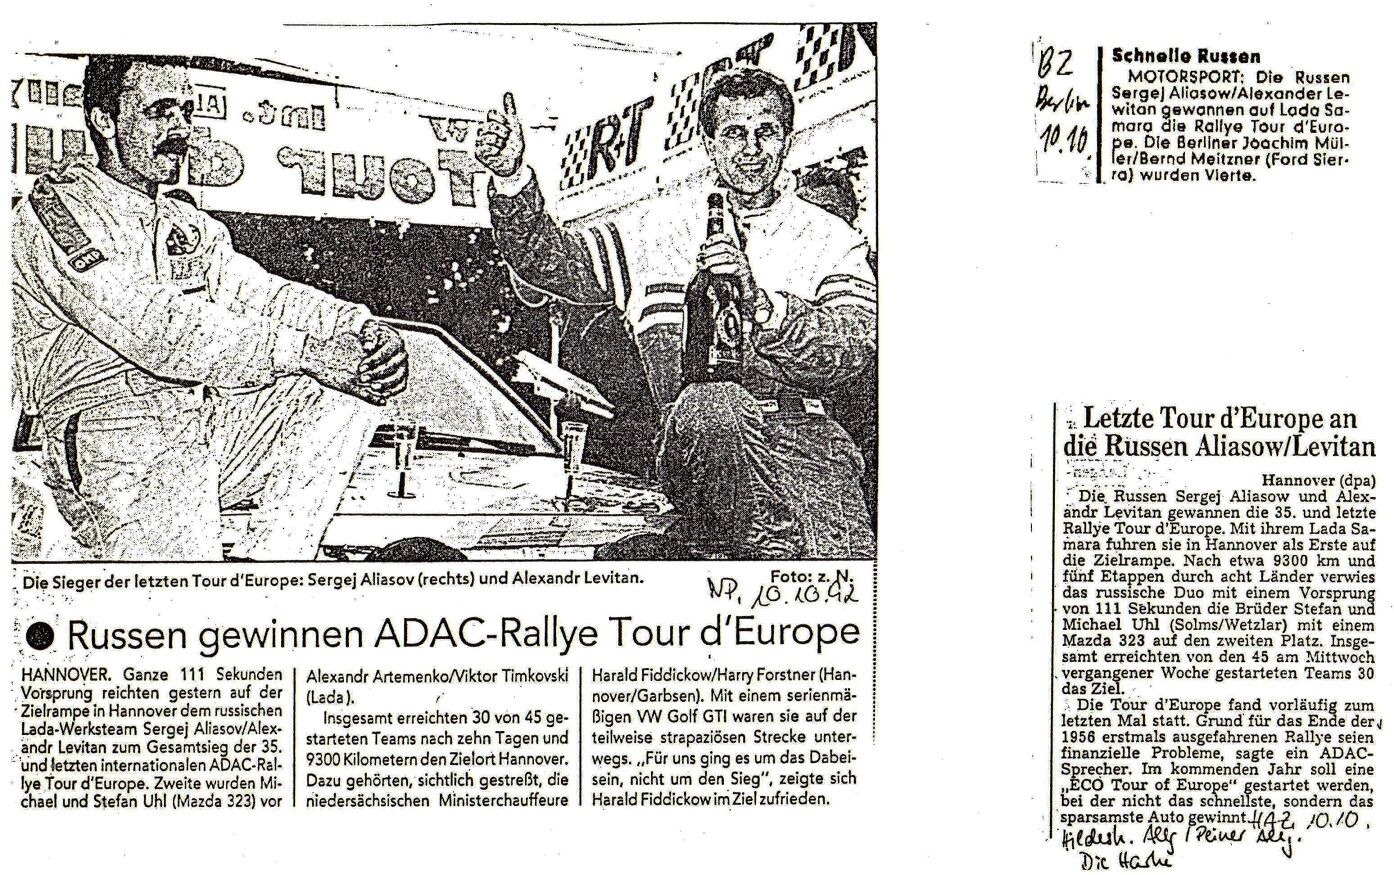 int.
Tour d
R+T
RT
OMP
Die Sieger der letzten Tour d'Europe: Sergej Aliasov (rechts) und Alexandr Levitan.
Foto: z. N.
NP, 10.10.92
● Russen gewinnen ADAC-Rallye Tour d'Europe
HANNOVER. Ganze 111 Sekunden
Vorsprung reichten gestern auf der
Zielrampe in Hannover dem russischen
Lada-Werksteam Sergej Aliasov/Alex-
andr Levitan zum Gesamtsieg der 35.
und letzten internationalen ADAC-Ral-
lye Tour d'Europe. Zweite wurden Mi-
chael und Stefan Uhl (Mazda 323) vor
Alexandr Artemenko/Viktor Timkovski
(Lada).
Insgesamt erreichten 30 von 45 ge-
starteten Teams nach zehn Tagen und
9300 Kilometern den Zielort Hannover.
Dazu gehörten, sichtlich gestreßt, die
niedersächsischen Ministerchauffeure
Harald Fiddickow/Harry Forstner (Han-
nover/Garbsen). Mit einem serienmä-
ßigen VW Golf GTI waren sie auf der
teilweise strapaziösen Strecke unter-
wegs. „Für uns ging es um das Dabei-
sein, nicht um den Sieg", zeigte sich
Harald Fiddickow im Ziel zufrieden.
BZ
Berlin
10.10.
Schnelle Russen
MOTORSPORT: Die Russen
Sergej Aliasow/Alexander Le-
witan gewannen auf Lada Sa-
mara die Rallye Tour d'Euro-
pe. Die Berliner Joachim Mül-
ler/Bernd Meitzner (Ford Sier-
ra) wurden Vierte.
Letzte Tour d'Europe an
die Russen Aliasow/Levitan
Hannover (dpa)
Die Russen Sergej Aliasow und Alex-
andr Levitan gewannen die 35. und letzte
Rallye Tour d'Europe. Mit ihrem Lada Sa-
mara fuhren sie in Hannover als Erste auf
die Zielrampe. Nach etwa 9300 km und
fünf Etappen durch acht Länder verwies
das russische Duo mit einem Vorsprung
von 111 Sekunden die Brüder Stefan und
Michael Uhl (Solms/Wetzlar) mit einem
Mazda 323 auf den zweiten Platz. Insge-
samt erreichten von den 45 am Mittwoch
vergangener Woche gestarteten Teams 30
das Ziel.
Die Tour d'Europe fand vorläufig zum
letzten Mal statt. Grund für das Ende der
1956 erstmals ausgefahrenen Rallye seien
finanzielle Probleme, sagte ein ADAC-
Sprecher. Im kommenden Jahr soll eine
„ECO Tour of Europe" gestartet werden,
bei der nicht das schnellste, sondern das
sparsamste Auto gewinnt. HAZ 10.10.
Hildesh. Allg / Peiner Allg.
Die Harke